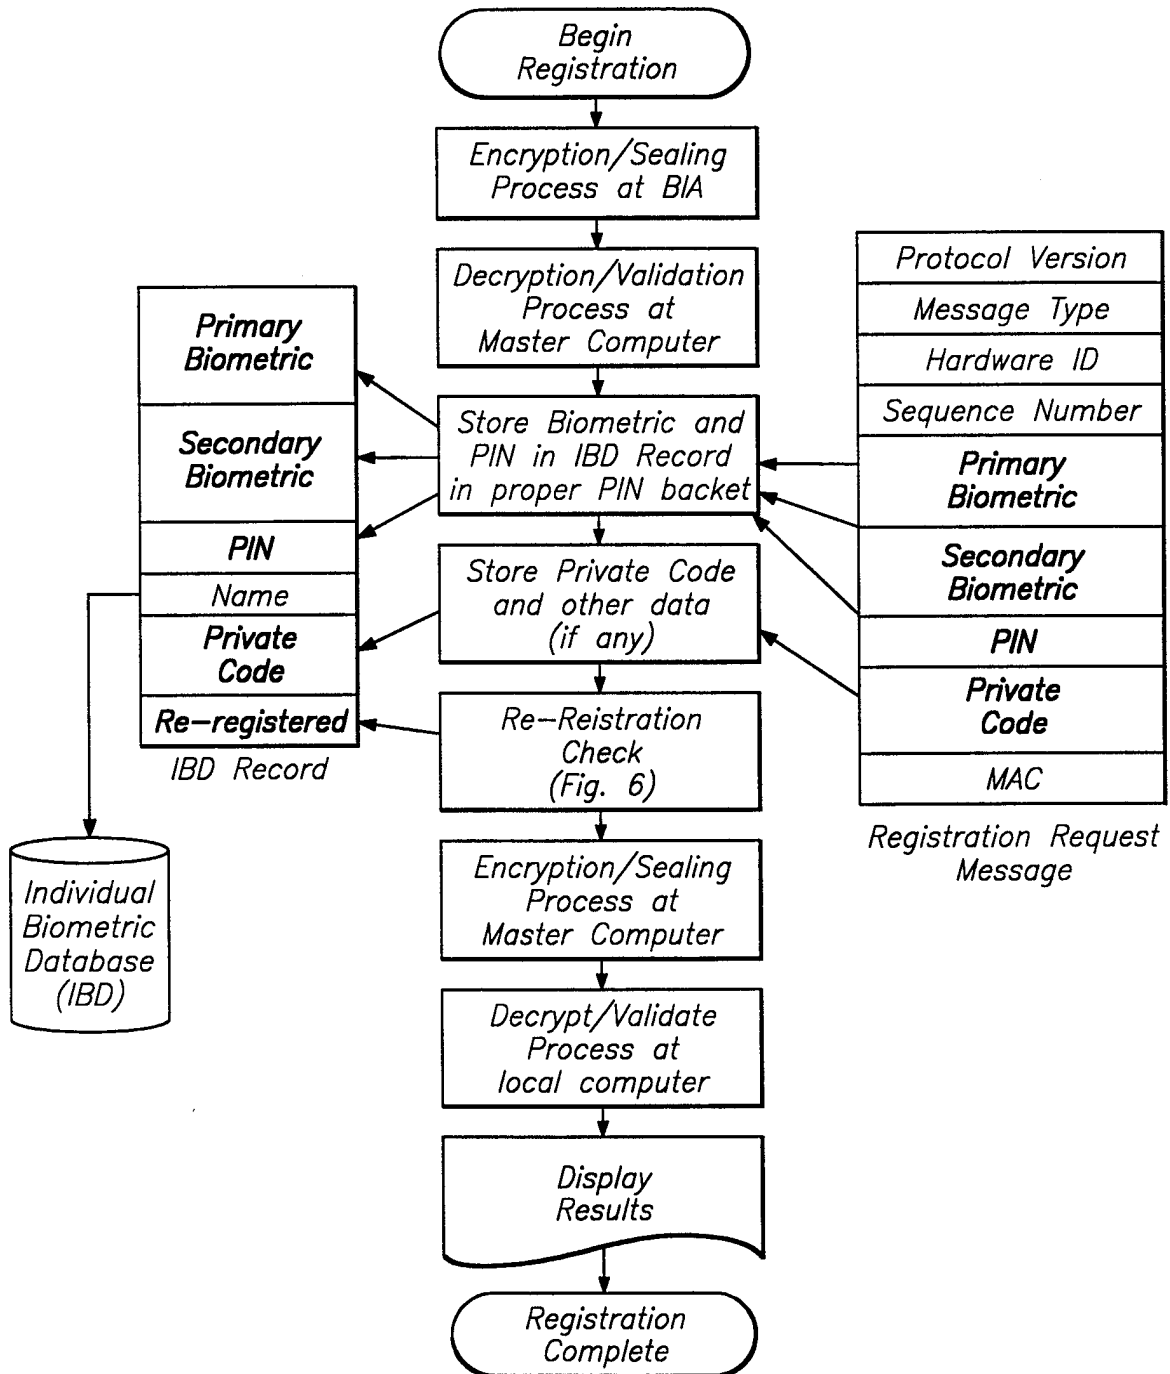 Begin
Registration
Encryption/Sealing
Process at BIA
Decryption/Validation
Process at
Master Computer
Store Biometric and
PIN in IBD Record
in proper PIN backet
Store Private Code
and other data
(if any)
Re-Reistration
Check
(Fig. 6)
Encryption/Sealing
Process at
Master Computer
Decrypt/Validate
Process at
local computer
Display
Results
Registration
Complete
Primary
Biometric
Secondary
Biometric
PIN
Name
Private
Code
Re-registered
IBD Record
Individual
Biometric
Database
(IBD)
Protocol Version
Message Type
Hardware ID
Sequence Number
Primary
Biometric
Secondary
Biometric
PIN
Private
Code
MAC
Registration Request
Message